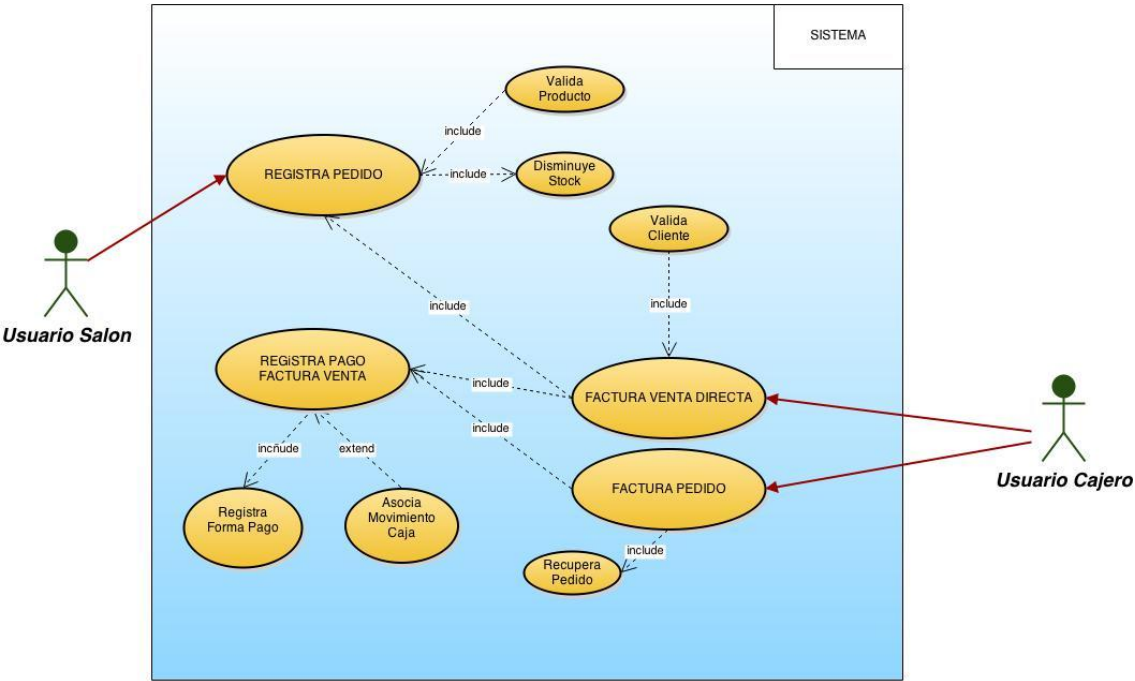 SISTEMA
Valida
Producto
include
REGISTRA PEDIDO
include
Disminuye
Stock
Valida
Cliente
Usuario Salon
include
include
REGiSTRA PAGO
FACTURA VENTA
include
FACTURA VENTA DIRECTA
include
incñude
extend
FACTURA PEDIDO
Usuario Cajero
Registra
Forma Pago
Asocia
Movimiento
Caja
include
Recupera
Pedido